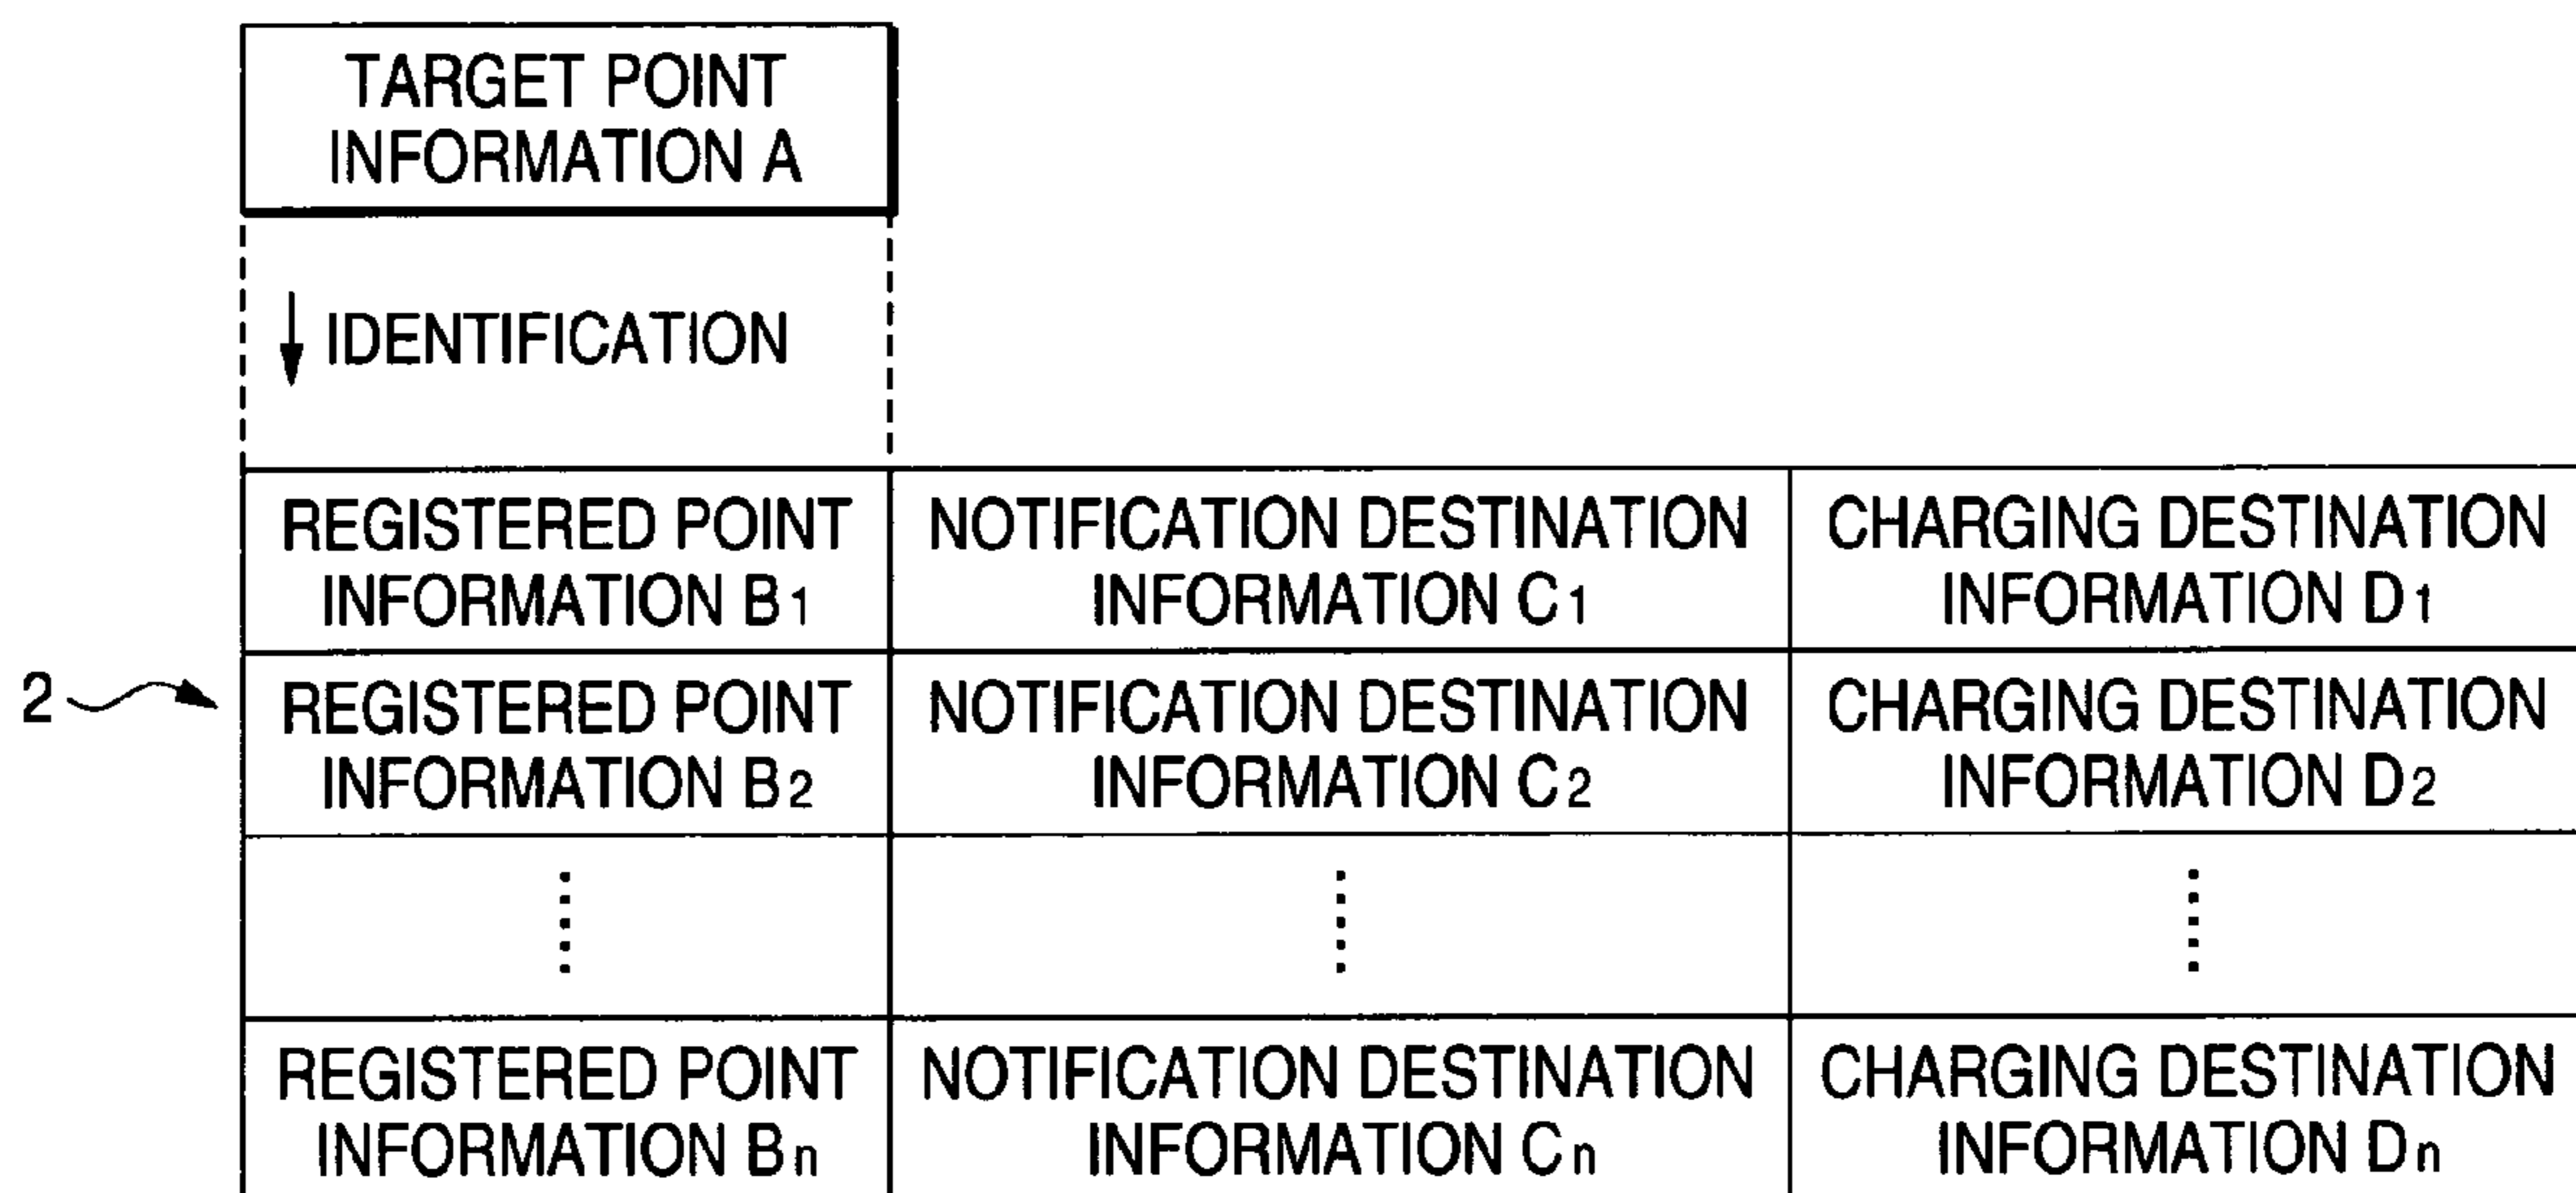 TARGET POINT
INFORMATION A
IDENTIFICATION
REGISTERED POINT
INFORMATION B1
NOTIFICATION DESTINATION
INFORMATION C1
CHARGING DESTINATION
INFORMATION D1
2
REGISTERED POINT
INFORMATION B2
NOTIFICATION DESTINATION
INFORMATION C2
CHARGING DESTINATION
INFORMATION D2
REGISTERED POINT
INFORMATION Bn
NOTIFICATION DESTINATION
INFORMATION Cn
CHARGING DESTINATION
INFORMATION Dn